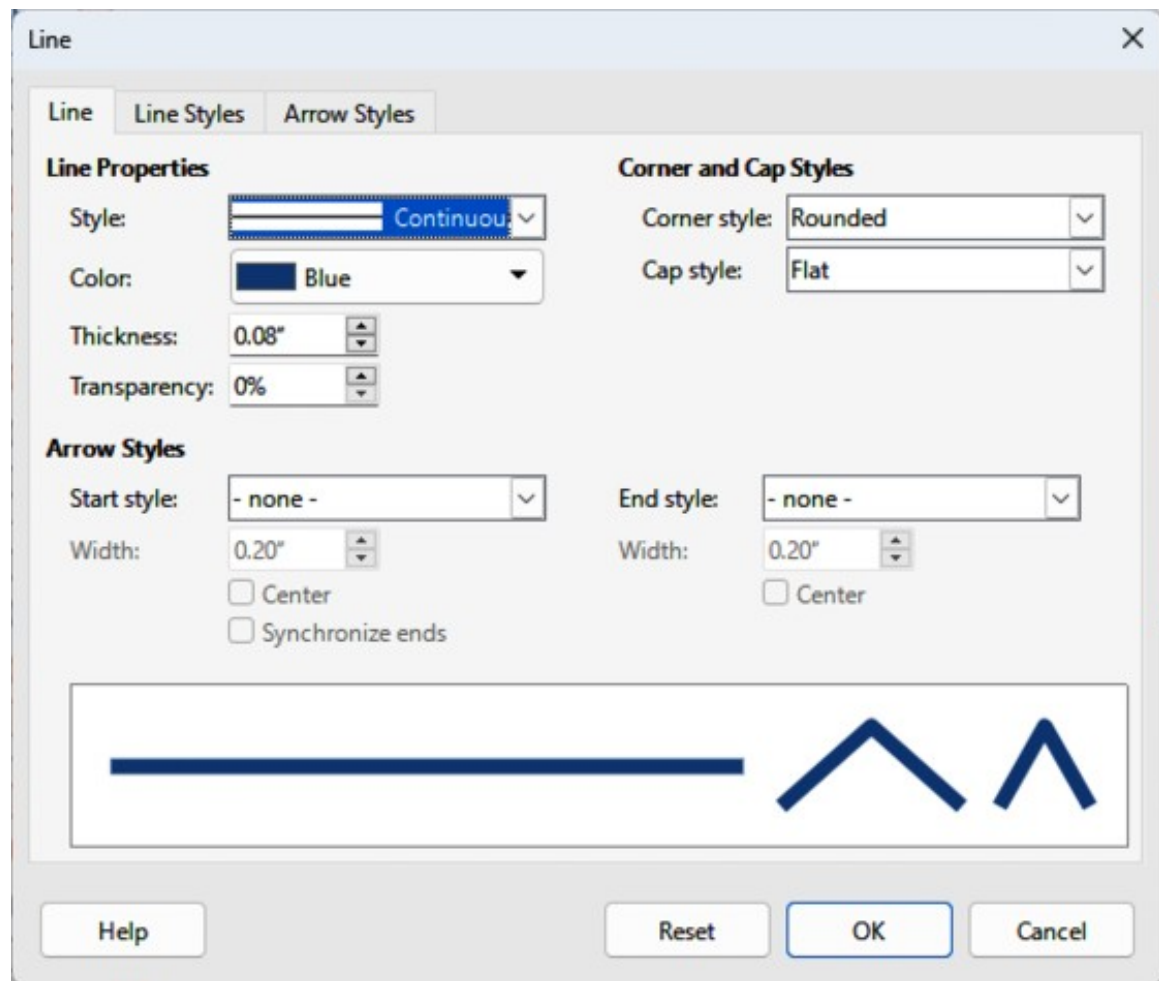 Line
Line Line Styles Arrow Styles
Line Properties
Style: Continuou
Color: Blue
Thickness: 0.08"
Transparency: 0%
Corner and Cap Styles
Corner style: Rounded
Cap style: Flat
Arrow Styles
Start style: - none -
Width: 0.20"
Center
Synchronize ends
End style: - none -
Width: 0.20"
Center
Help Reset OK Cancel